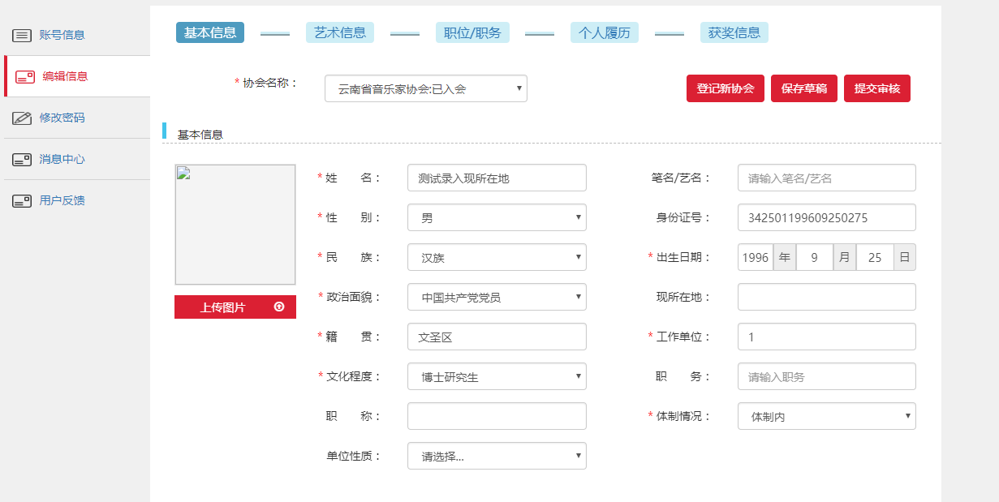 账号信息
编辑信息
修改密码
消息中心
用户反馈
基本信息 艺术信息 职位/职务 个人履历 获奖信息
* 协会名称： 云南省音乐家协会:已入会 登记新协会 保存草稿 提交审核
基本信息
上传图片
* 姓 名： 测试录入现所在地 笔名/艺名： 请输入笔名/艺名
* 性 别： 男 身份证号： 342501199609250275
* 民 族： 汉族 * 出生日期： 1996 年 9 月 25 日
* 政治面貌： 中国共产党党员 现所在地：
* 籍 贯： 文圣区 * 工作单位： 1
* 文化程度： 博士研究生 职 务： 请输入职务
职 称： * 体制情况： 体制内
单位性质： 请选择...